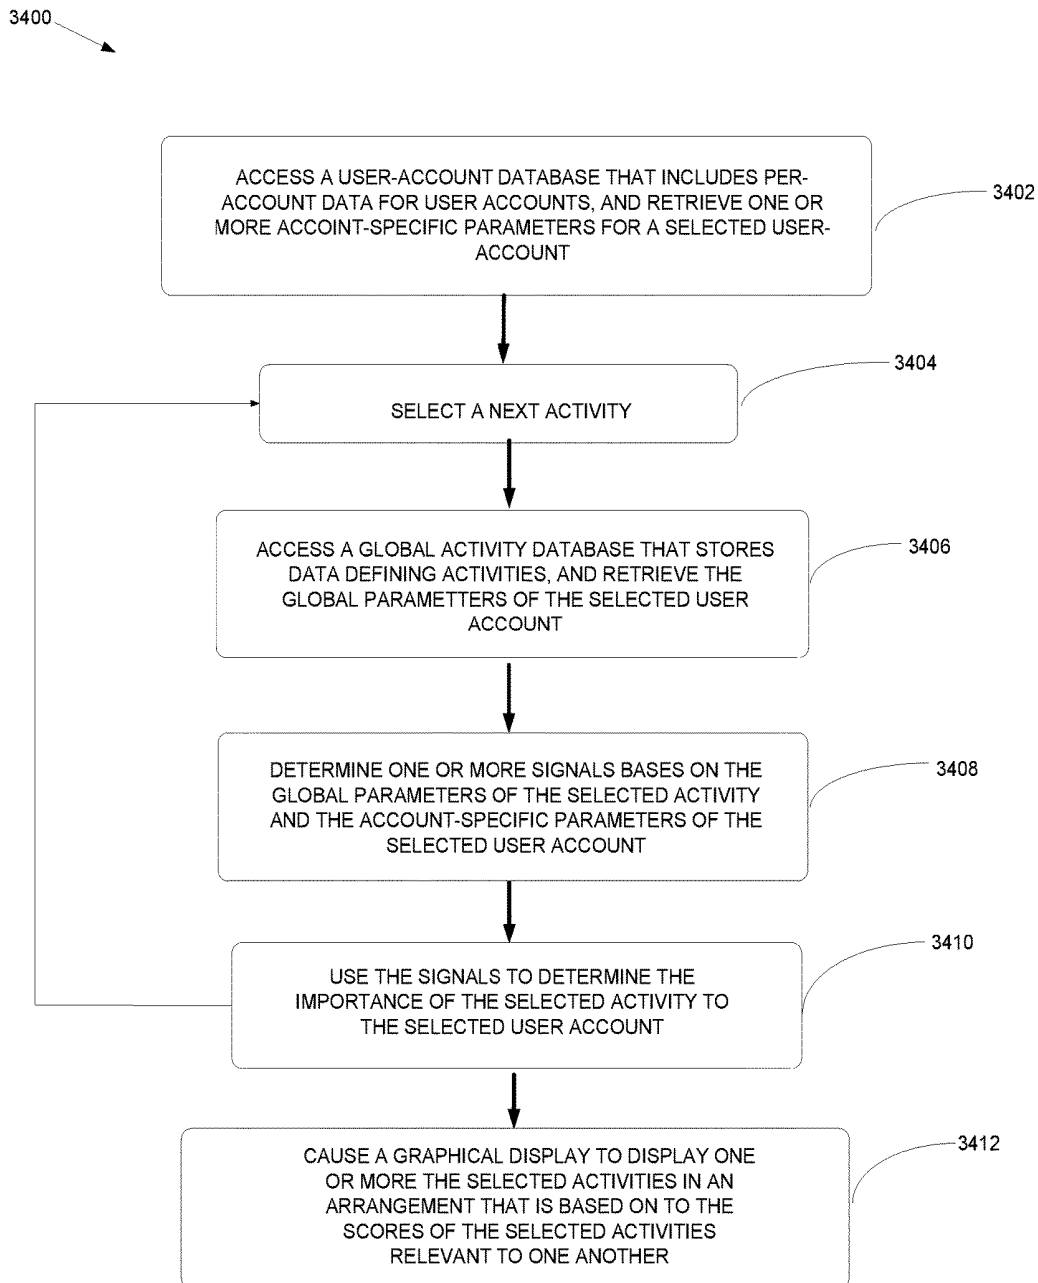 3400
ACCESS A USER-ACCOUNT DATABASE THAT INCLUDES PER-
ACCOUNT DATA FOR USER ACCOUNTS, AND RETRIEVE ONE OR
MORE ACCOINT-SPECIFIC PARAMETERS FOR A SELECTED USER-
ACCOUNT
3402
SELECT A NEXT ACTIVITY
3404
ACCESS A GLOBAL ACTIVITY DATABASE THAT STORES
DATA DEFINING ACTIVITIES, AND RETRIEVE THE
GLOBAL PARAMETTERS OF THE SELECTED USER
ACCOUNT
3406
DETERMINE ONE OR MORE SIGNALS BASES ON THE
GLOBAL PARAMETERS OF THE SELECTED ACTIVITY
AND THE ACCOUNT-SPECIFIC PARAMETERS OF THE
SELECTED USER ACCOUNT
3408
USE THE SIGNALS TO DETERMINE THE
IMPORTANCE OF THE SELECTED ACTIVITY TO
THE SELECTED USER ACCOUNT
3410
CAUSE A GRAPHICAL DISPLAY TO DISPLAY ONE
OR MORE THE SELECTED ACTIVITIES IN AN
ARRANGEMENT THAT IS BASED ON TO THE
SCORES OF THE SELECTED ACTIVITIES
RELEVANT TO ONE ANOTHER
3412